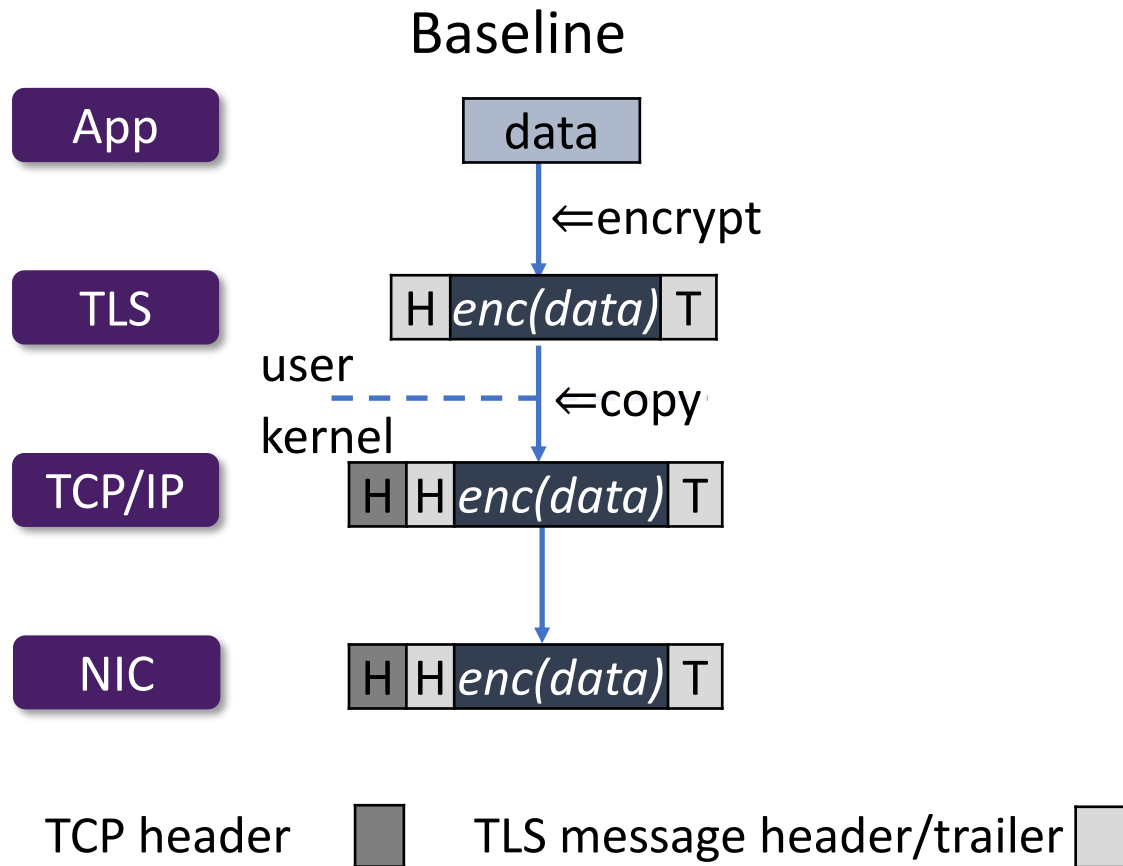 Baseline
App
data
⇐encrypt
TLS
H enc(data) T
user
⇐copy
kernel
TCP/IP
H H enc(data) T
NIC
H H enc(data) T
TCP header
TLS message header/trailer